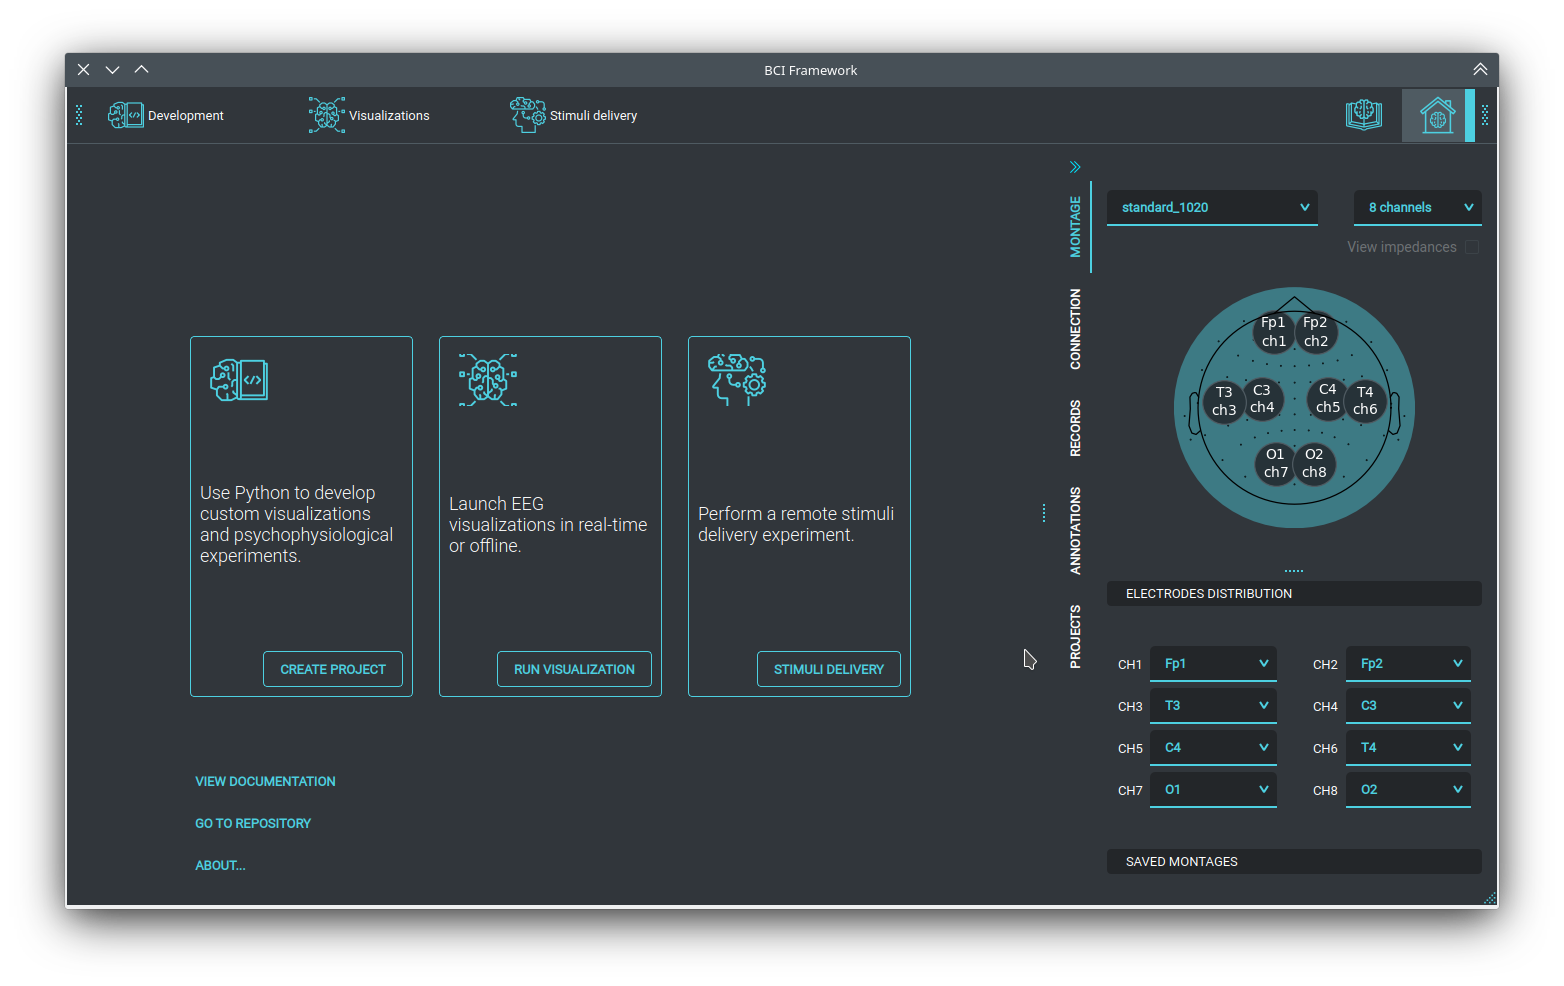 BCI Framework
Development
Visualizations
Stimuli delivery
Use Python to develop
custom visualizations
and psychophysiological
experiments.
CREATE PROJECT
Launch EEG
visualizations in real-time
or offline.
RUN VISUALIZATION
Perform a remote stimuli
delivery experiment.
STIMULI DELIVERY
VIEW DOCUMENTATION
GO TO REPOSITORY
ABOUT...
MONTAGE
CONNECTION
RECORDS
ANNOTATIONS
PROJECTS
standard_1020
8 channels
View impedances
Fp1
ch1
Fp2
ch2
T3
ch3
C3
ch4
C4
ch5
T4
ch6
O1
ch7
O2
ch8
ELECTRODES DISTRIBUTION
CH1 Fp1
CH2 Fp2
CH3 T3
CH4 C3
CH5 C4
CH6 T4
CH7 O1
CH8 O2
SAVED MONTAGES